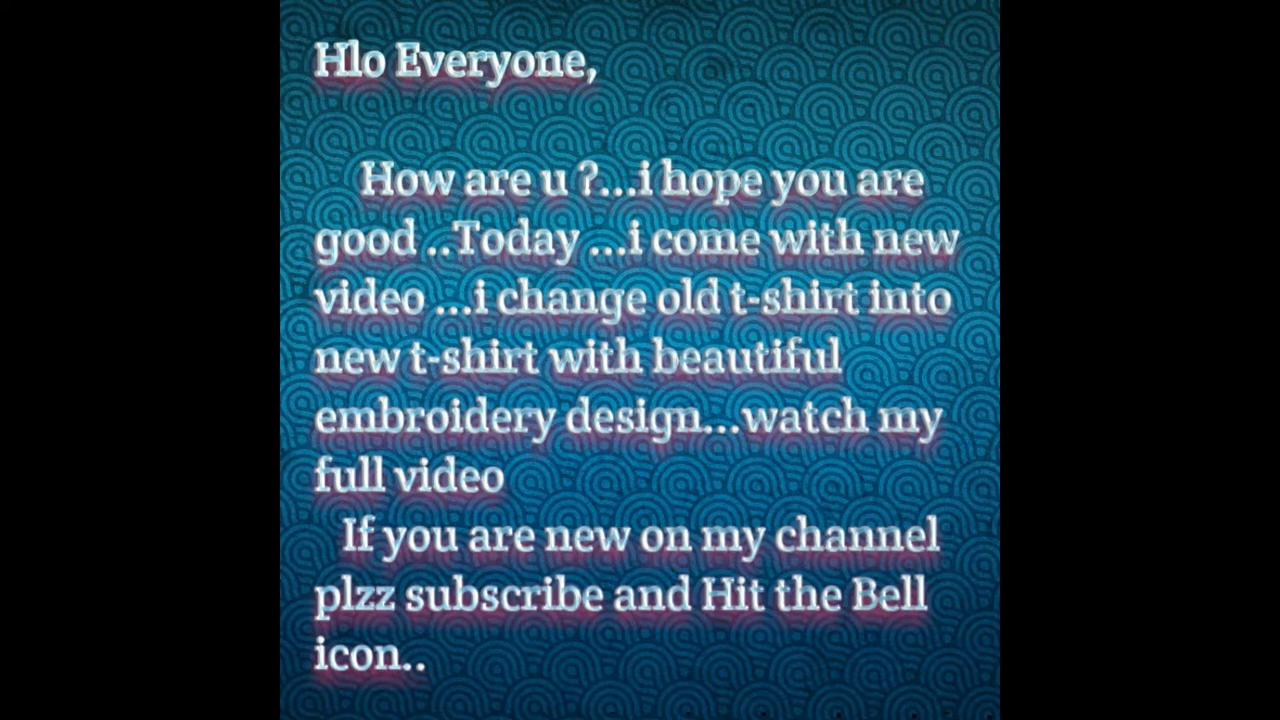 Hlo Everyone,
How are u ?...i hope you are
good ..Today ...i come with new
video ...i change old t-shirt into
new t-shirt with beautiful
embroidery design...watch my
full video
If you are new on my channel
plzz subscribe and Hit the Bell
icon..